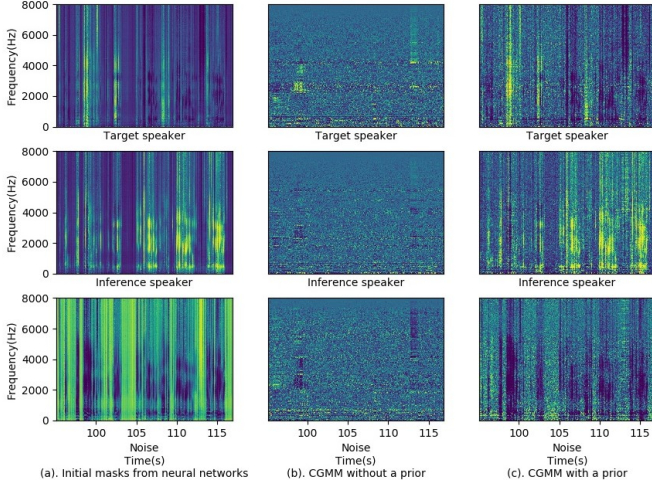 8000
6000
4000
2000
0
Frequency(Hz)
Target speaker
Target speaker
Target speaker
8000
6000
4000
2000
0
Frequency(Hz)
Inference speaker
Inference speaker
Inference speaker
8000
6000
4000
2000
0
Frequency(Hz)
100 105 110 115
100 105 110 115
100 105 110 115
Noise
Noise
Noise
Time(s)
Time(s)
Time(s)
(a). Initial masks from neural networks
(b). CGMM without a prior
(c). CGMM with a prior